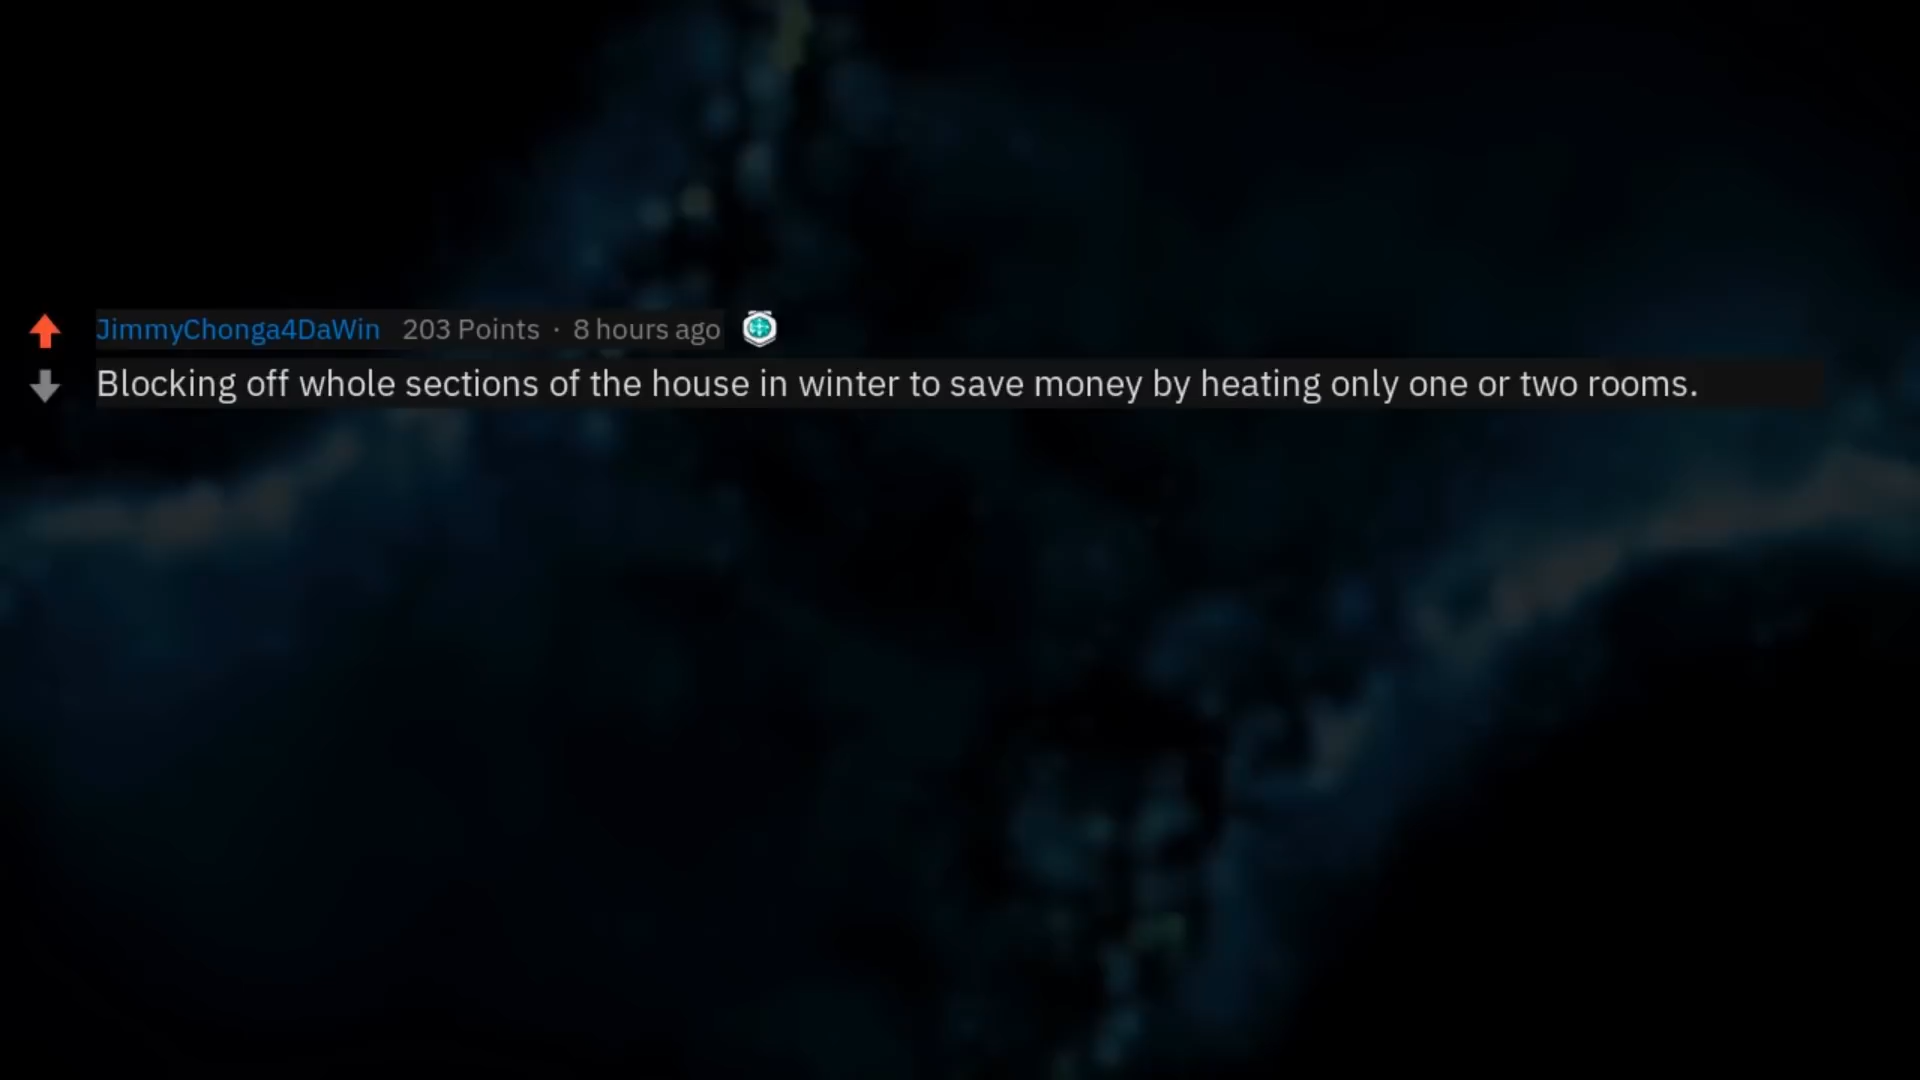 JimmyChonga4DaWin 203 Points · 8 hours ago
Blocking off whole sections of the house in winter to save money by heating only one or two rooms.